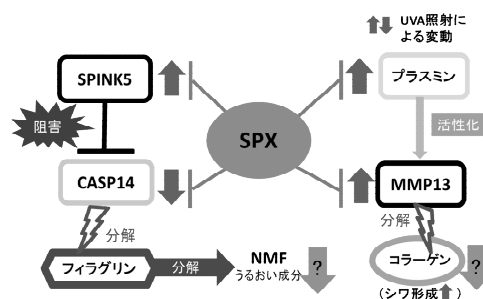 UVA照射に
よる変動
SPINK5
プラスミン
阻害
SPX
活性化
CASP14
MMP13
分解
分解
フィラグリン
分解
NMF
うるおい成分
?
コラーゲン
?
(シワ形成 )